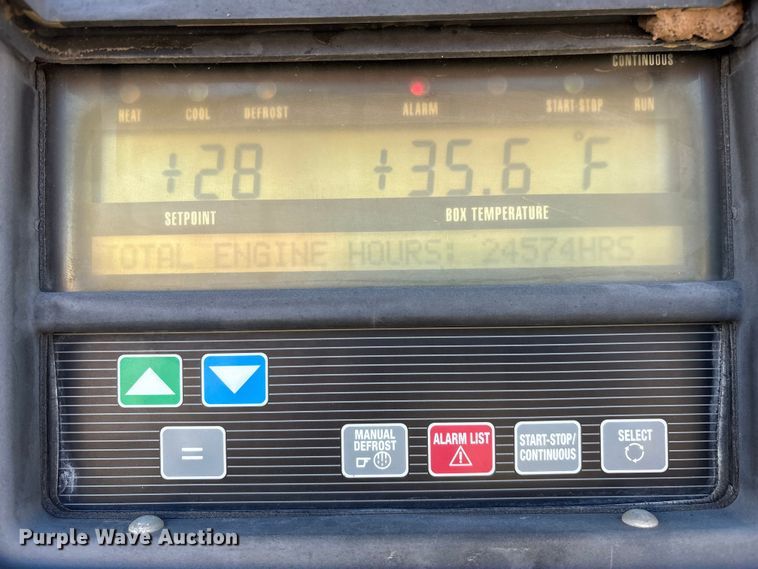 CONTINUOUS
HEAT COOL DEFROST ALARM START-STOP RUN
+28 +35.6 °F
SETPOINT BOX TEMPERATURE
TOTAL ENGINE HOURS: 24574HRS
=
MANUAL DEFROST
ALARM LIST
START-STOP/
CONTINUOUS
SELECT
Purple Wave Auction